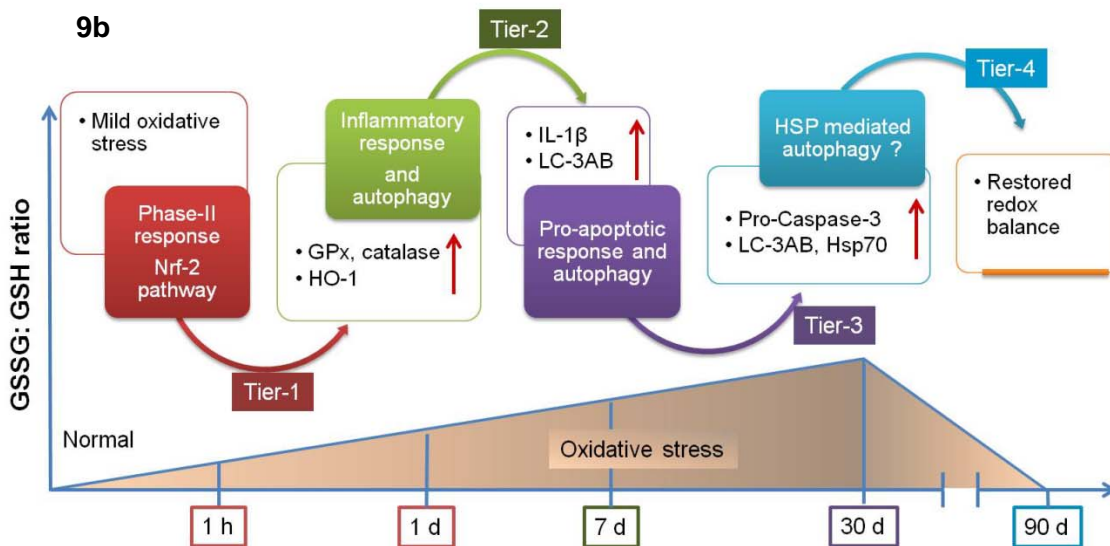 9b
Tier-2
Tier-4
• Mild oxidative
stress
Phase-II
response
Nrf-2
pathway
Inflammatory
response
and
autophagy
• GPx, catalase
• HO-1
• IL-1β
• LC-3AB
Pro-apoptotic
response and
autophagy
HSP mediated
autophagy ?
• Pro-Caspase-3
• LC-3AB, Hsp70
• Restored
redox
balance
Tier-1
Tier-3
GSSG: GSH ratio
Normal
Oxidative stress
1 h
1 d
7 d
30 d
90 d